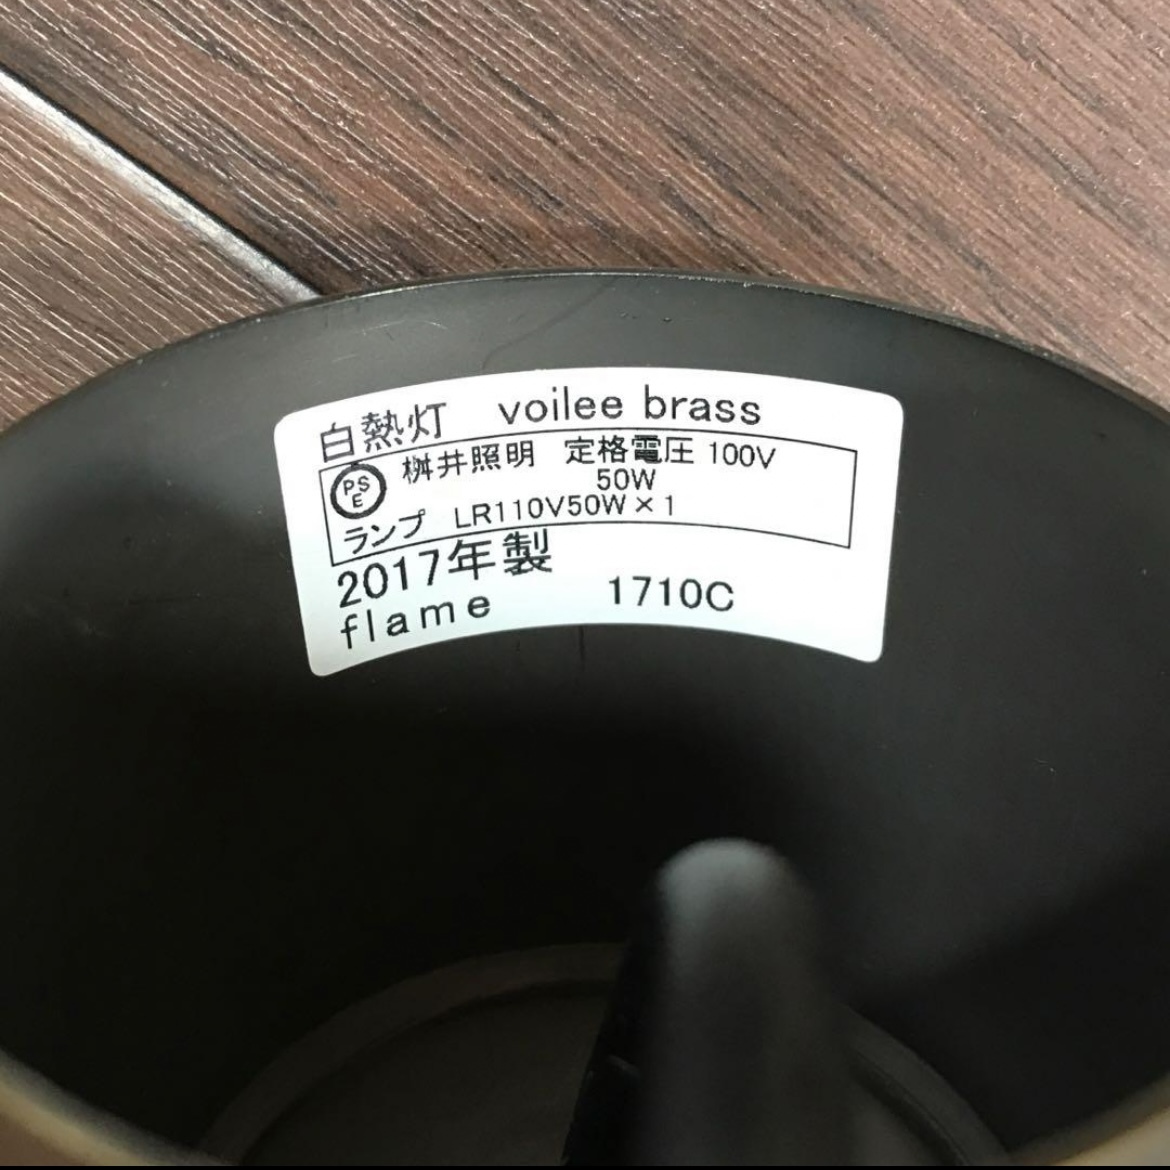 白熱灯 voilee brass
PSE 桝井照明 定格電圧 100V
50W
ランプ LR110V50W×1
2017年製
flame 1710C